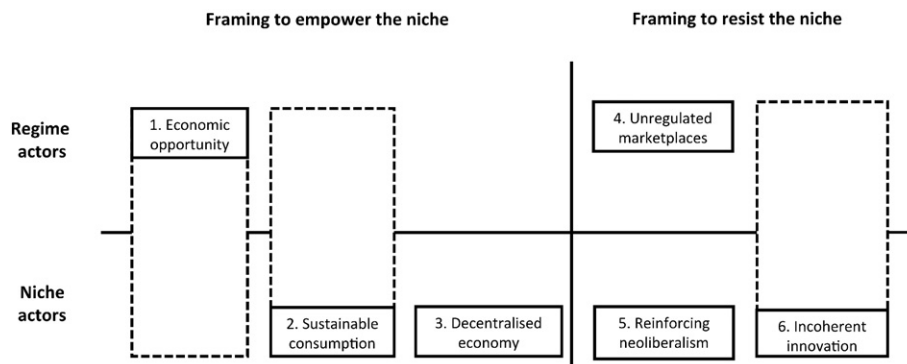 Framing to empower the niche
Framing to resist the niche
Regime
actors
1. Economic
opportunity
4. Unregulated
marketplaces
Niche
actors
2. Sustainable
consumption
3. Decentralised
economy
5. Reinforcing
neoliberalism
6. Incoherent
innovation